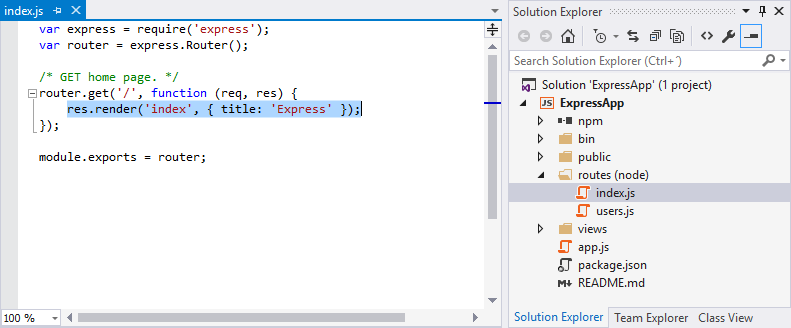 index.js
var express = require('express');
var router = express.Router();
/* GET home page. */
router.get('/', function (req, res) {
res.render('index', { title: 'Express' });
});
module.exports = router;
100 %
Solution Explorer
Search Solution Explorer (Ctrl+¨)
Solution 'ExpressApp' (1 project)
JS ExpressApp
npm
bin
public
routes (node)
index.js
users.js
views
app.js
package.json
README.md
Solution Explorer Team Explorer Class View